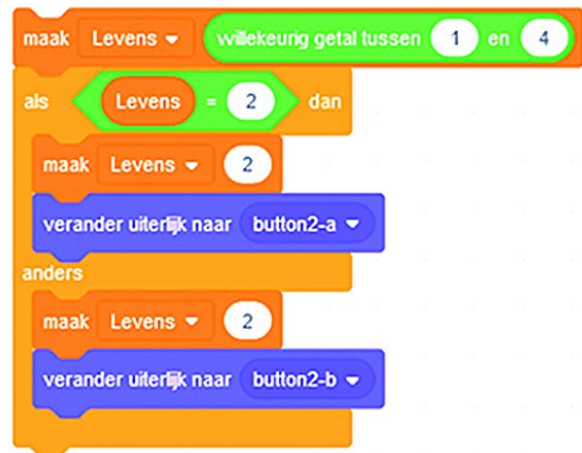 maak Levens willekeurig getal tussen 1 en 4
als Levens = 2 dan
maak Levens 2
verander uiterlijk naar button2-a
anders
maak Levens 2
verander uiterlijk naar button2-b